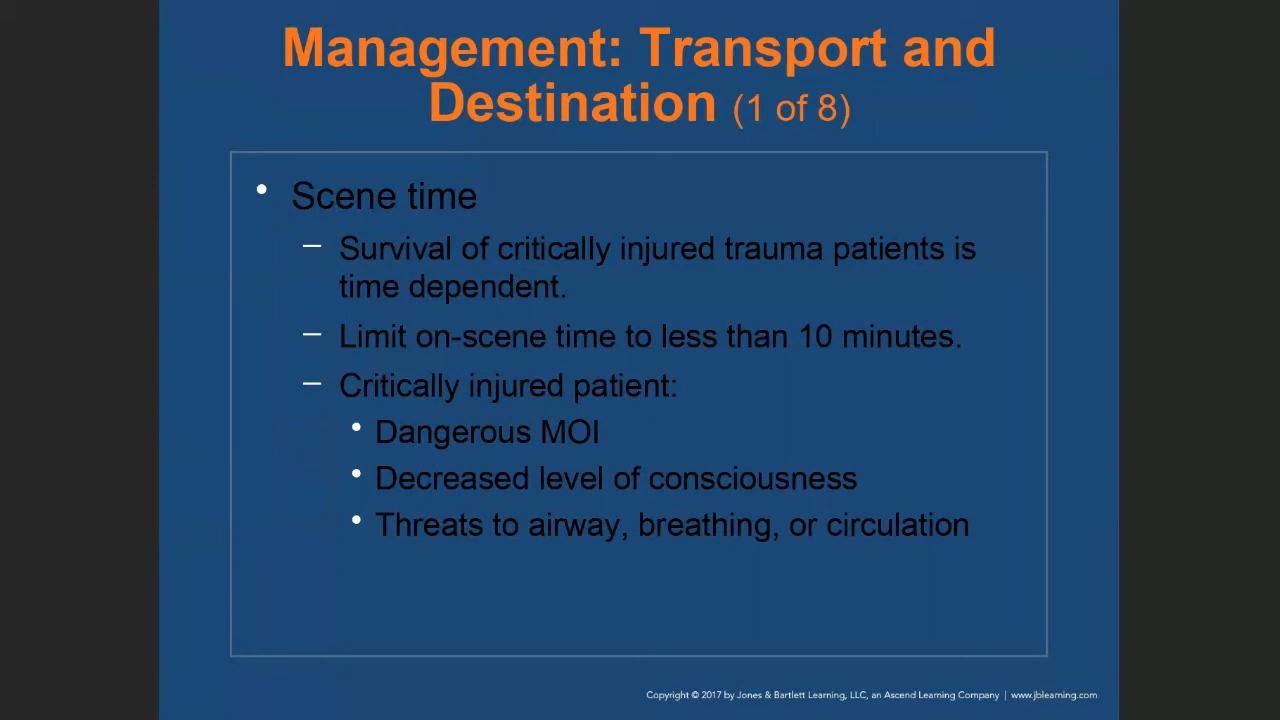 Management: Transport and
Destination (1 of 8)
• Scene time
– Survival of critically injured trauma patients is
time dependent.
– Limit on-scene time to less than 10 minutes.
– Critically injured patient:
• Dangerous MOI
• Decreased level of consciousness
• Threats to airway, breathing, or circulation
Copyright © 2017 by Jones & Bartlett Learning, LLC, an Ascend Learning Company | www.jblearning.com